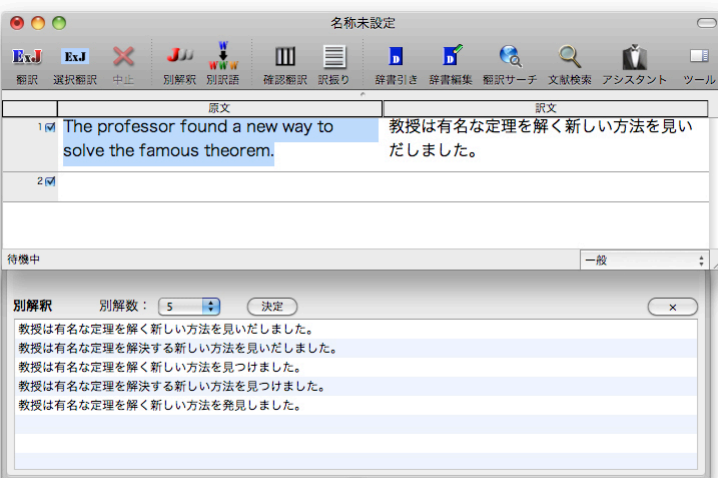 名称未設定
ExJ ExJ J W WWW D D
翻訳 選択翻訳 中止 別解釈 別訳語 確認翻訳 訳振り 辞書引き 辞書編集 翻訳サーチ 文献検索 アシスタント ツール
原文 訳文
1 The professor found a new way to 教授は有名な定理を解く新しい方法を見い
solve the famous theorem. だしました。
2
待機中 一般
別解釈 別解数： 5 決定 ×
教授は有名な定理を解く新しい方法を見いだしました。
教授は有名な定理を解決する新しい方法を見いだしました。
教授は有名な定理を解く新しい方法を見つけました。
教授は有名な定理を解決する新しい方法を見つけました。
教授は有名な定理を解く新しい方法を発見しました。